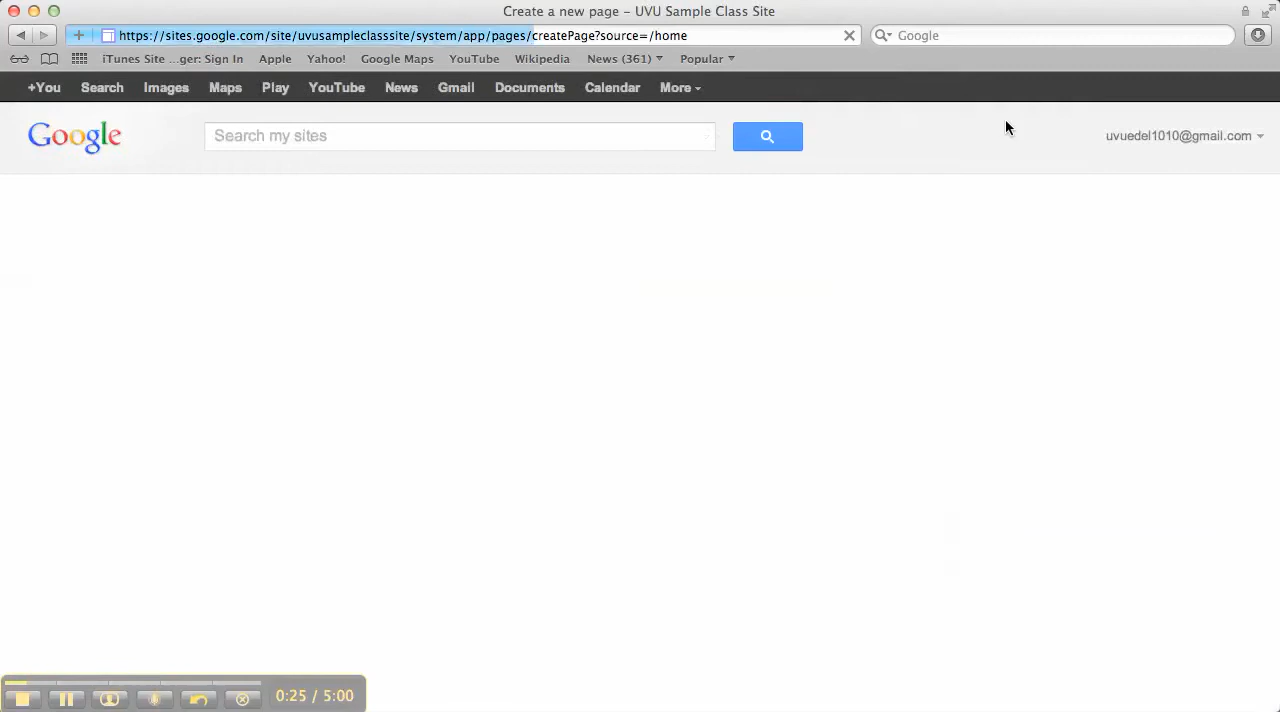 Create a new page – UVU Sample Class Site
https://sites.google.com/site/uvusampleclasssite/system/app/pages/createPage?source=/home
Google
iTunes Site ...ger: Sign In Apple Yahoo! Google Maps YouTube Wikipedia News (361) Popular
+You Search Images Maps Play YouTube News Gmail Documents Calendar More
Google Search my sites uvuedel1010@gmail.com
0:25 / 5:00